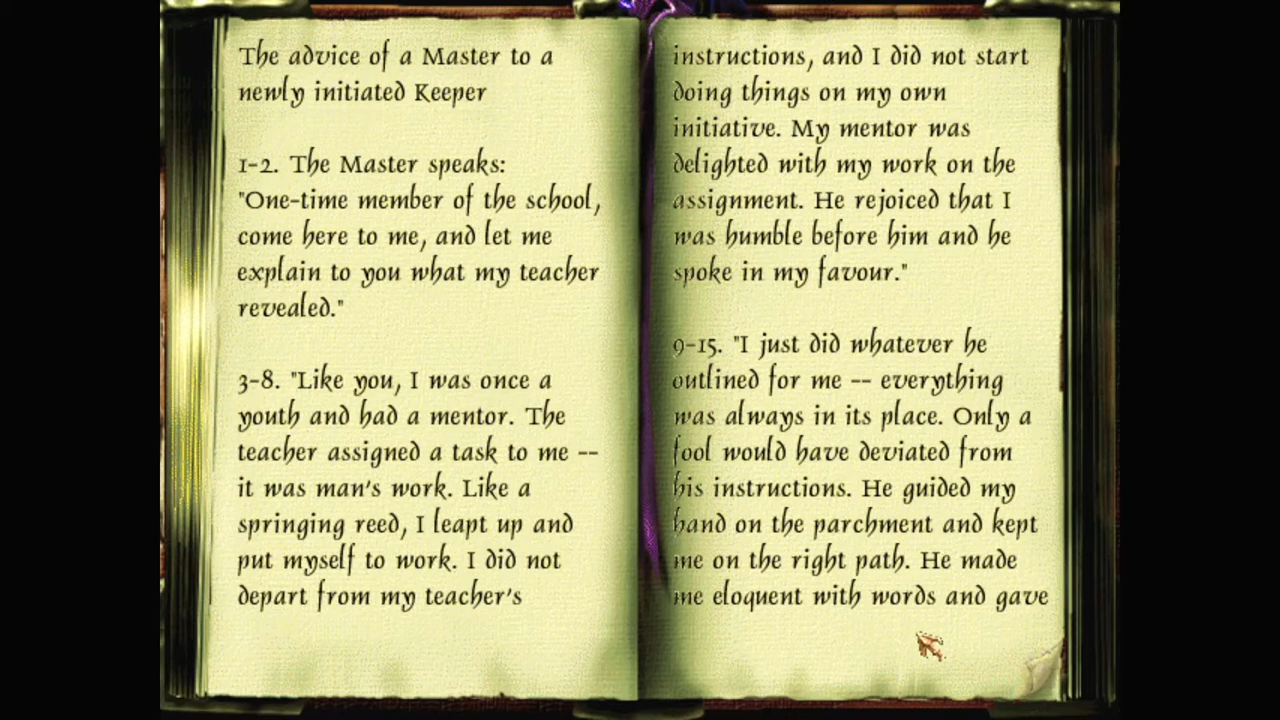 The advice of a Master to a
newly initiated Keeper
1-2. The Master speaks:
"One-time member of the school,
come here to me, and let me
explain to you what my teacher
revealed."
3-8. "Like you, I was once a
youth and had a mentor. The
teacher assigned a task to me --
it was man's work. Like a
springing reed, I leapt up and
put myself to work. I did not
depart from my teacher's
instructions, and I did not start
doing things on my own
initiative. My mentor was
delighted with my work on the
assignment. He rejoiced that I
was humble before him and he
spoke in my favour."
9-15. "I just did whatever he
outlined for me -- everything
was always in its place. Only a
fool would have deviated from
his instructions. He guided my
hand on the parchment and kept
me on the right path. He made
me eloquent with words and gave